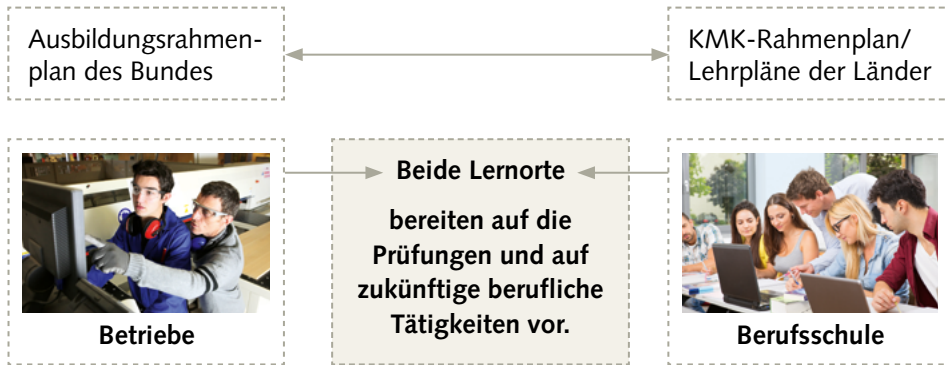 Ausbildungsrahmen-
plan des Bundes
KMK-Rahmenplan/
Lehrpläne der Länder
Betriebe
Beide Lernorte
bereiten auf die
Prüfungen und auf
zukünftige berufliche
Tätigkeiten vor.
Berufsschule